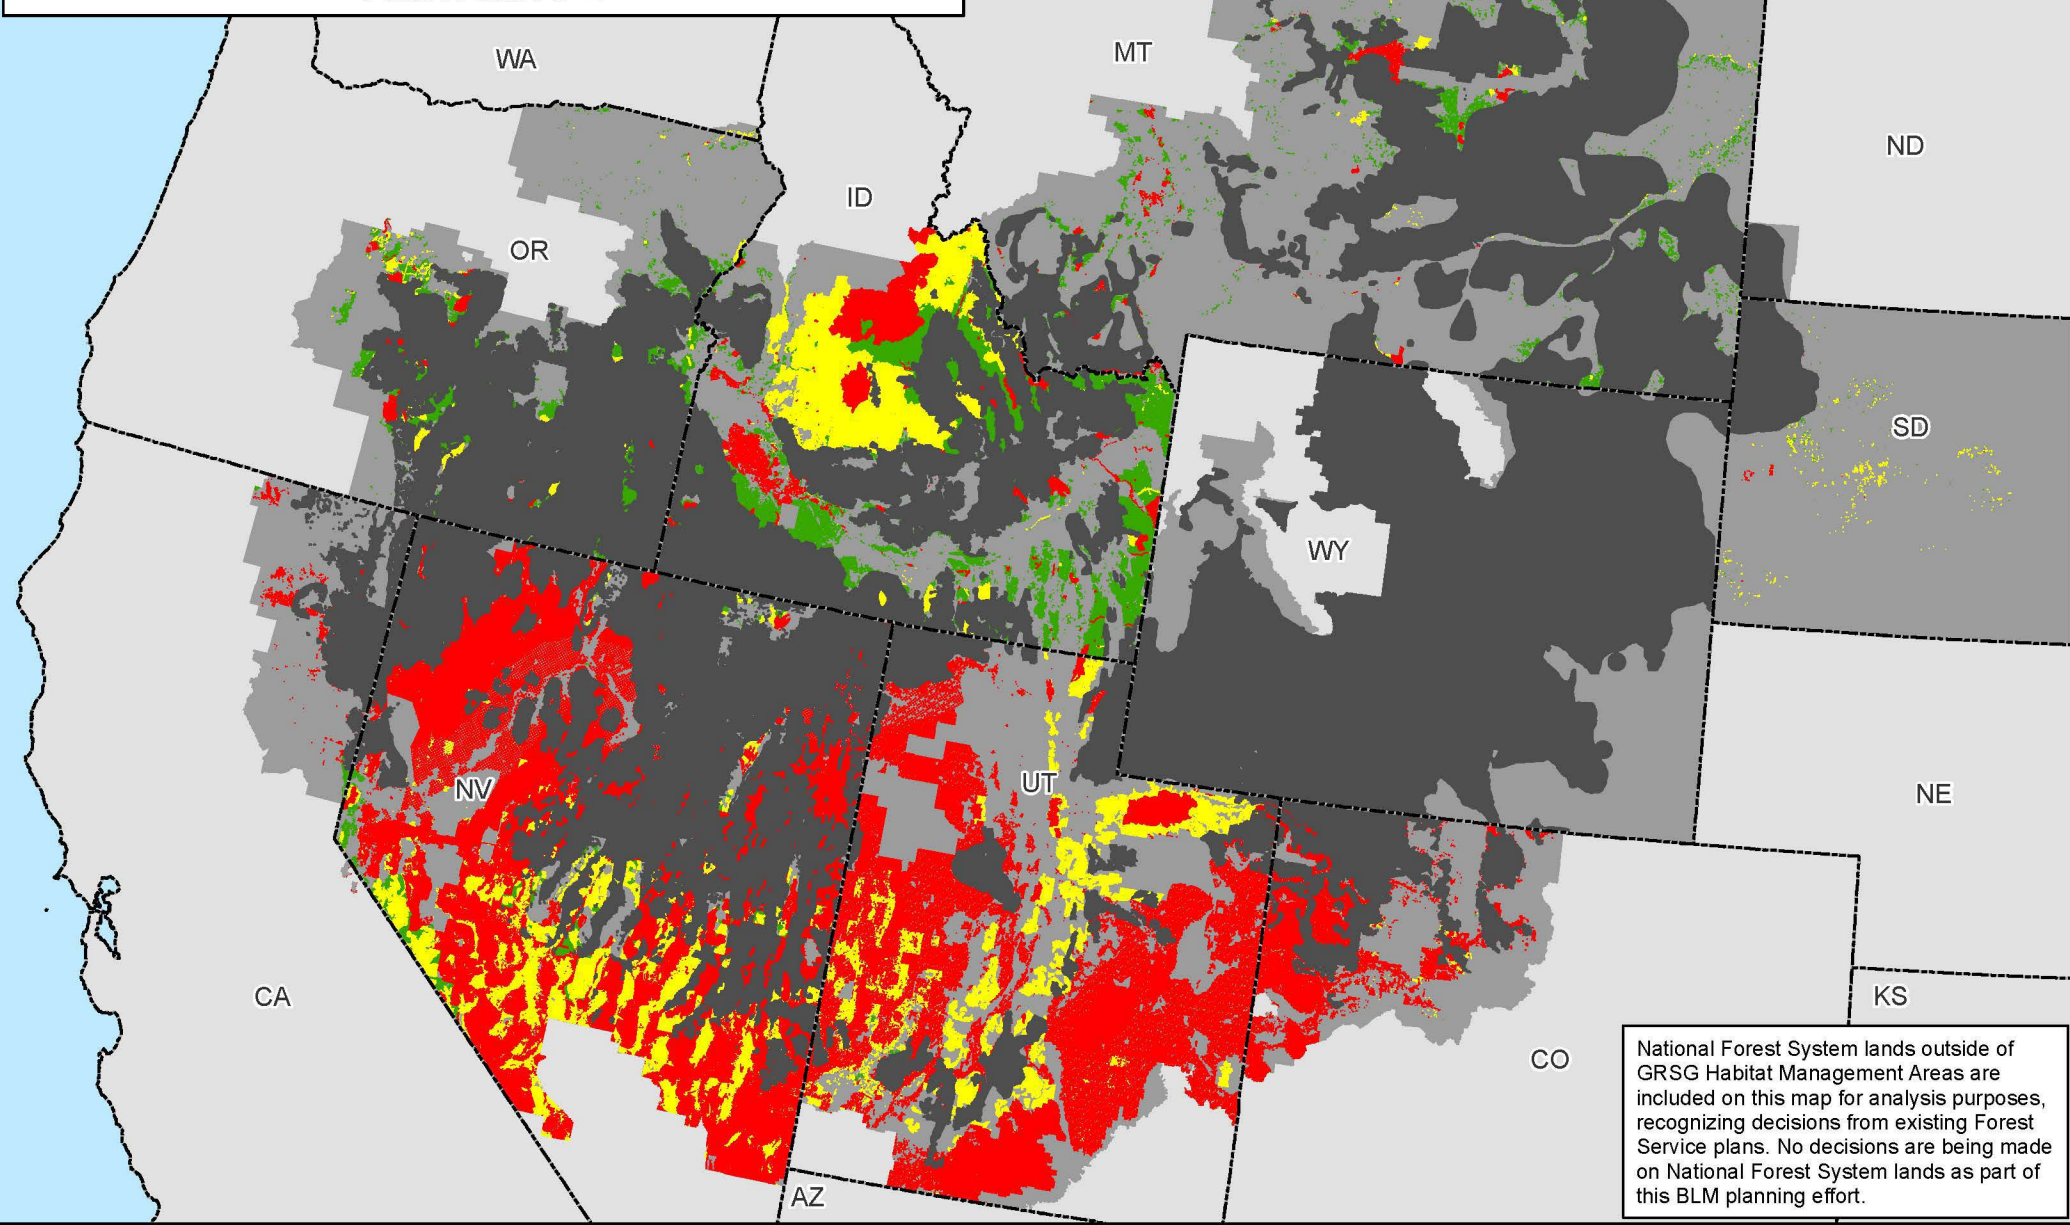 WA
MT
ND
ID
OR
SD
WY
NV
UT
NE
CA
KS
CO
AZ
National Forest System lands outside of
GRSG Habitat Management Areas are
included on this map for analysis purposes,
recognizing decisions from existing Forest
Service plans. No decisions are being made
on National Forest System lands as part of
this BLM planning effort.